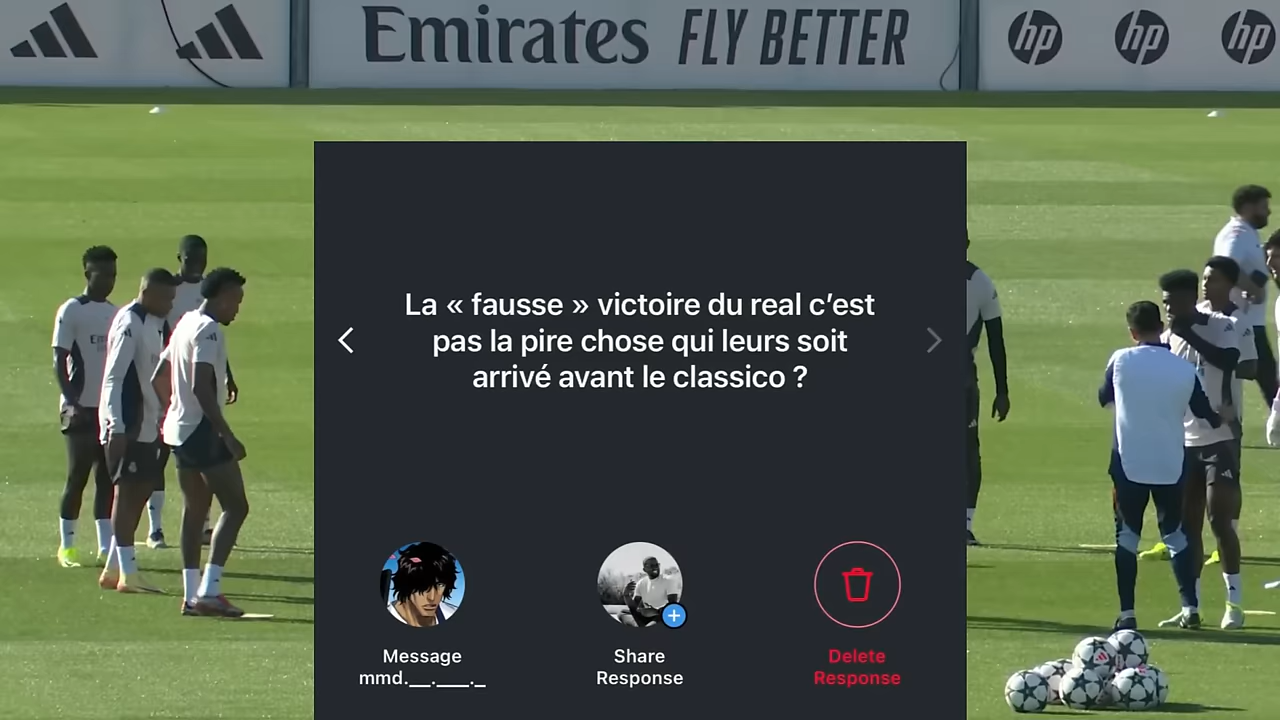 Emirates FLY BETTER
hp hp hp
La « fausse » victoire du real c’est
pas la pire chose qui leurs soit
arrivé avant le classico ?
Message
mmd.__.___._
Share
Response
Delete
Response